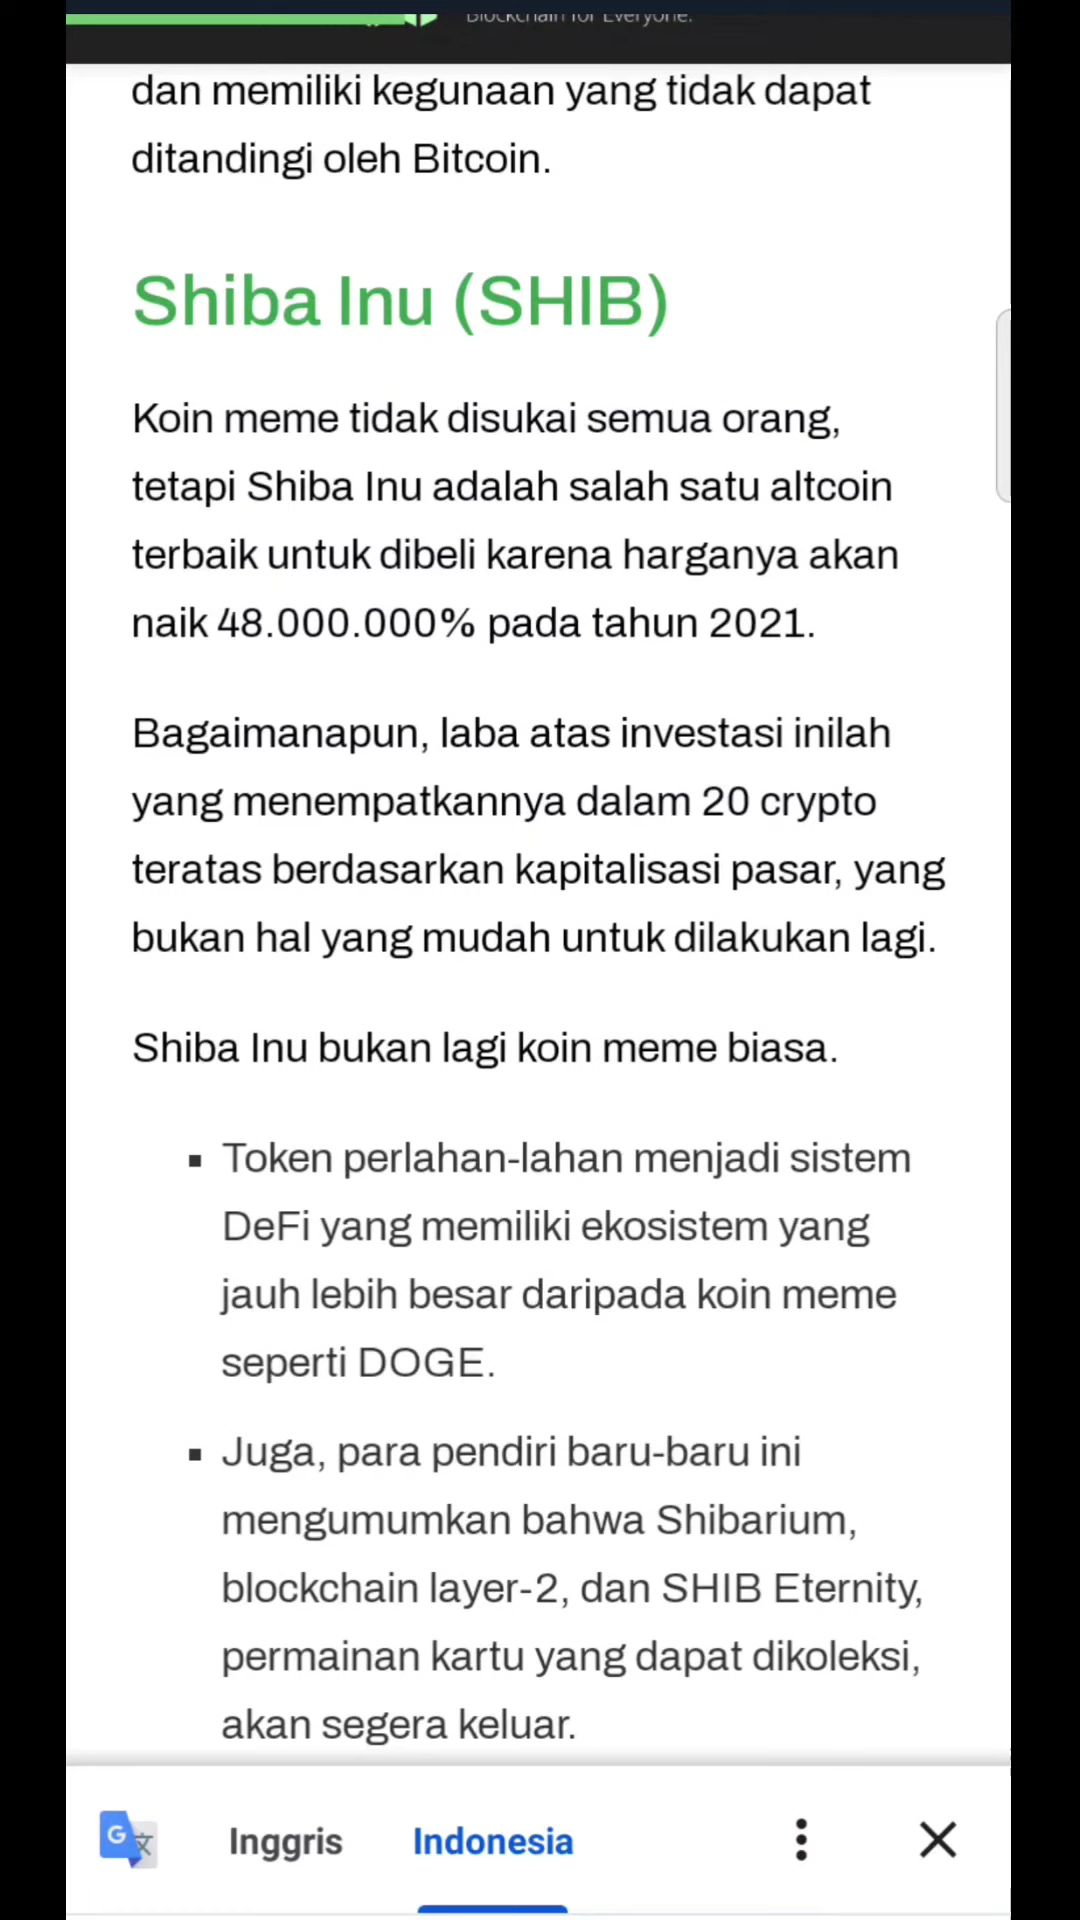 Blockchain for Everyone.
dan memiliki kegunaan yang tidak dapat
ditandingi oleh Bitcoin.
Shiba Inu (SHIB)
Koin meme tidak disukai semua orang,
tetapi Shiba Inu adalah salah satu altcoin
terbaik untuk dibeli karena harganya akan
naik 48.000.000% pada tahun 2021.
Bagaimanapun, laba atas investasi inilah
yang menempatkannya dalam 20 crypto
teratas berdasarkan kapitalisasi pasar, yang
bukan hal yang mudah untuk dilakukan lagi.
Shiba Inu bukan lagi koin meme biasa.
▪ Token perlahan-lahan menjadi sistem
DeFi yang memiliki ekosistem yang
jauh lebih besar daripada koin meme
seperti DOGE.
▪ Juga, para pendiri baru-baru ini
mengumumkan bahwa Shibarium,
blockchain layer-2, dan SHIB Eternity,
permainan kartu yang dapat dikoleksi,
akan segera keluar.
G 文 Inggris Indonesia